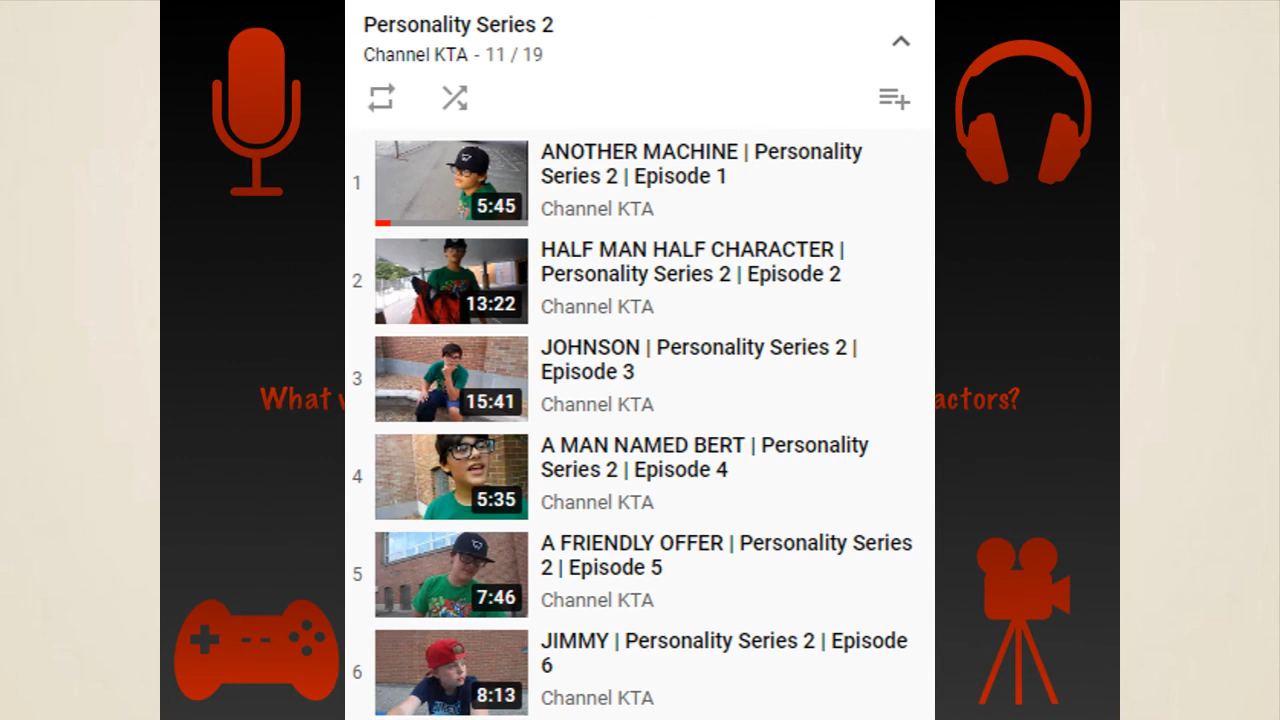 Personality Series 2
Channel KTA - 11 / 19
1
5:45
ANOTHER MACHINE | Personality
Series 2 | Episode 1
Channel KTA
2
13:22
HALF MAN HALF CHARACTER |
Personality Series 2 | Episode 2
Channel KTA
3
15:41
JOHNSON | Personality Series 2 |
Episode 3
Channel KTA
What
actors?
4
5:35
A MAN NAMED BERT | Personality
Series 2 | Episode 4
Channel KTA
5
7:46
A FRIENDLY OFFER | Personality Series
2 | Episode 5
Channel KTA
6
8:13
JIMMY | Personality Series 2 | Episode
6
Channel KTA